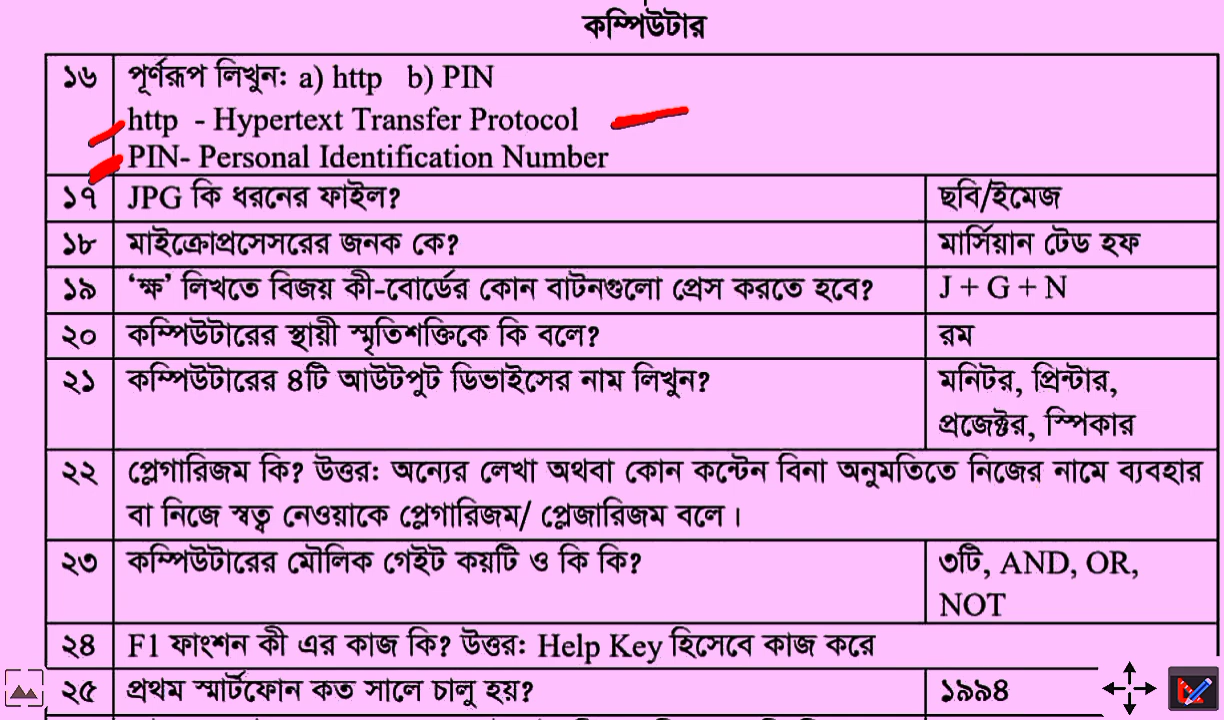 কম্পিউটার
১৬ পূর্ণরূপ লিখুন: a) http b) PIN
http - Hypertext Transfer Protocol
PIN- Personal Identification Number
১৭ JPG কি ধরনের ফাইল? ছবি/ইমেজ
১৮ মাইক্রোপ্রসেসরের জনক কে? মার্সিয়ান টেড হফ
১৯ ‘ক্ষ’ লিখতে বিজয় কী-বোর্ডের কোন বাটনগুলো প্রেস করতে হবে? J + G + N
২০ কম্পিউটারের স্থায়ী স্মৃতিশক্তিকে কি বলে? রম
২১ কম্পিউটারের ৪টি আউটপুট ডিভাইসের নাম লিখুন? মনিটর, প্রিন্টার,
প্রজেক্টর, স্পিকার
২২ প্লেগারিজম কি? উত্তর: অন্যের লেখা অথবা কোন কন্টেন বিনা অনুমতিতে নিজের নামে ব্যবহার
বা নিজে স্বত্ব নেওয়াকে প্লেগারিজম/ প্লেজারিজম বলে।
২৩ কম্পিউটারের মৌলিক গেইট কয়টি ও কি কি? ৩টি, AND, OR,
NOT
২৪ F1 ফাংশন কী এর কাজ কি? উত্তর: Help Key হিসেবে কাজ করে
২৫ প্রথম স্মার্টফোন কত সালে চালু হয়? ১৯৯৪